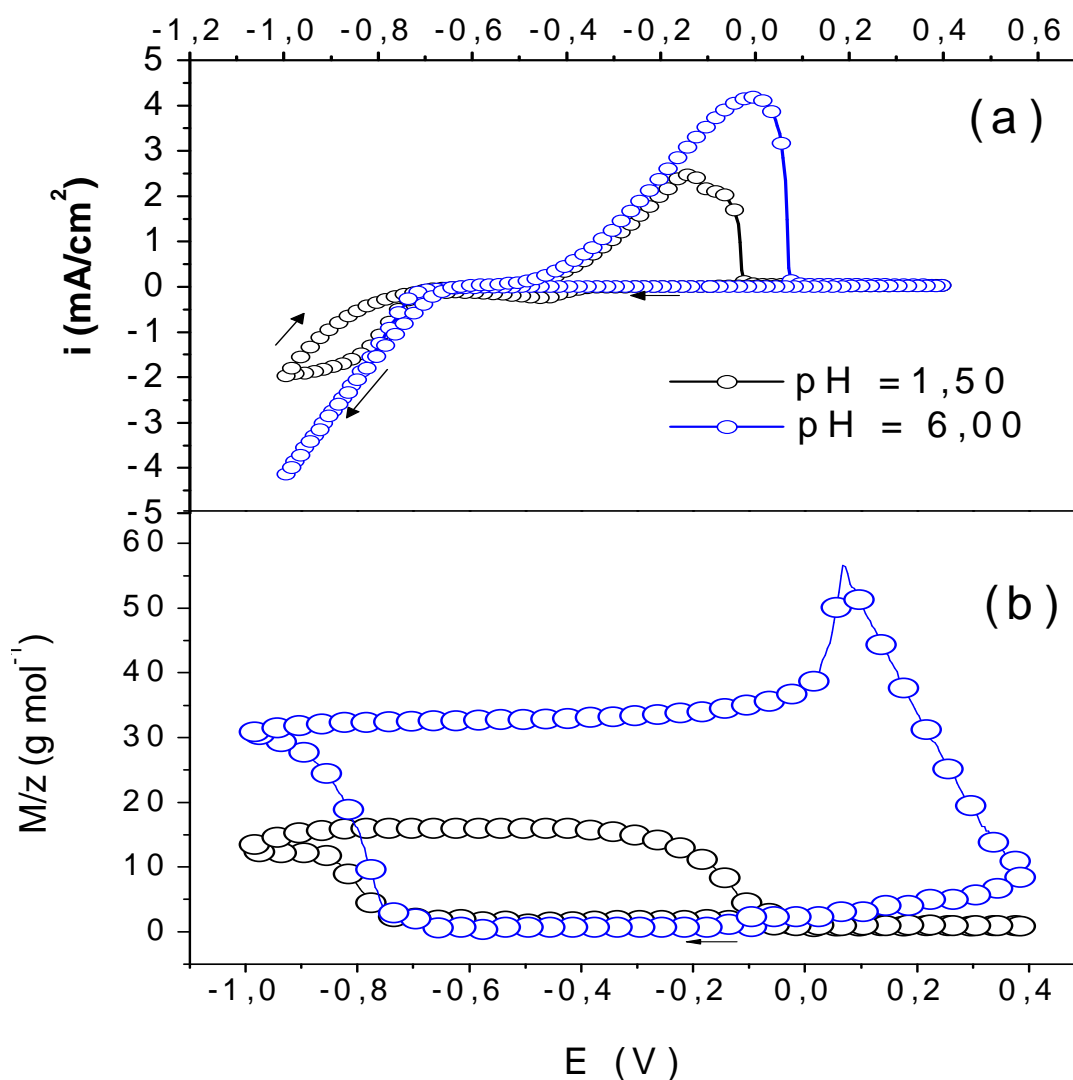 -1,2 -1,0 -0,8 -0,6 -0,4 -0,2 0,0 0,2 0,4 0,6
5
4
3
2
1
0
-1
-2
-3
-4
-5
i (mA/cm²)
(a)
pH =1,50
pH = 6,00
60
50
40
30
20
10
0
M/z (g mol⁻¹)
(b)
-1,0 -0,8 -0,6 -0,4 -0,2 0,0 0,2 0,4
E (V)